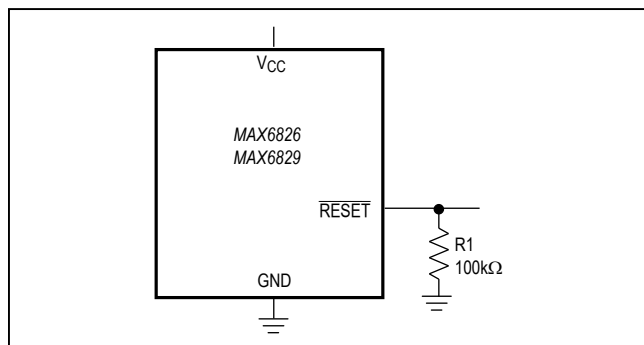 VCC
MAX6826
MAX6829
RESET
R1
100kΩ
GND